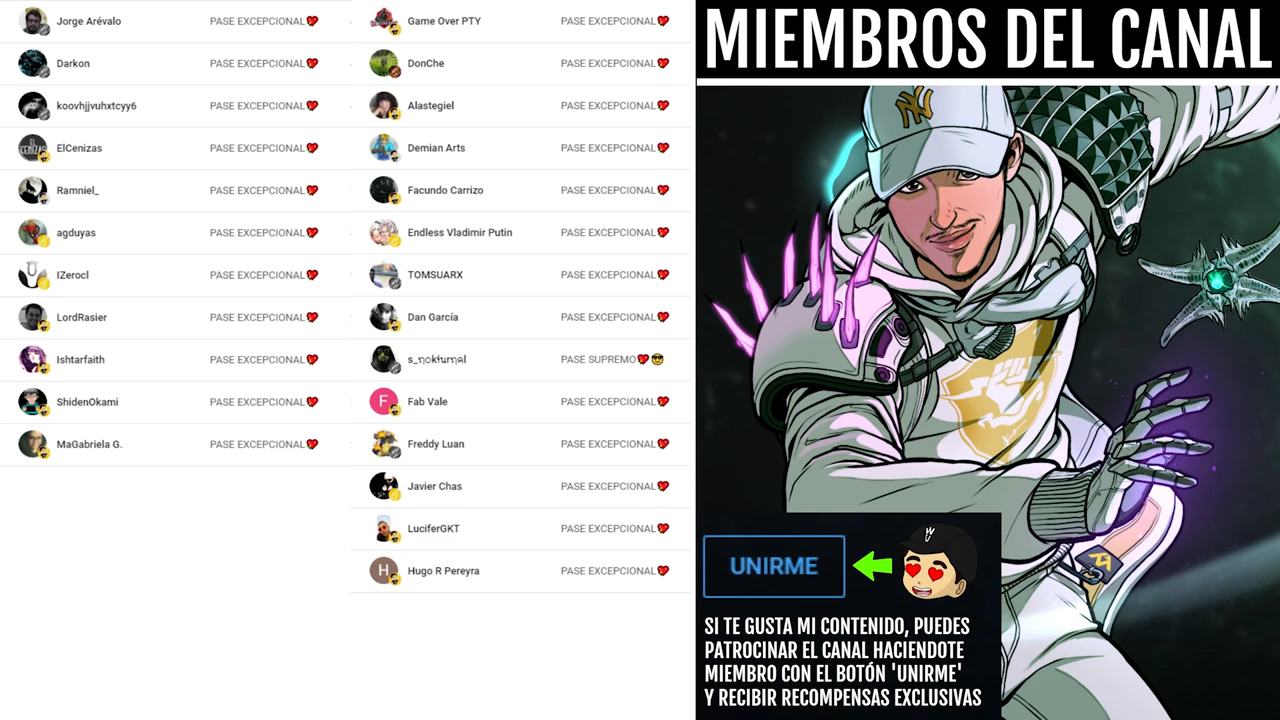 Jorge Arévalo PASE EXCEPCIONAL
Darkon PASE EXCEPCIONAL
koovhjjvuhxtcyy6 PASE EXCEPCIONAL
ElCenizas PASE EXCEPCIONAL
Ramniel_ PASE EXCEPCIONAL
agduyas PASE EXCEPCIONAL
IZerocl PASE EXCEPCIONAL
LordRasier PASE EXCEPCIONAL
Ishtarfaith PASE EXCEPCIONAL
ShidenOkami PASE EXCEPCIONAL
MaGabriela G. PASE EXCEPCIONAL
Game Over PTY PASE EXCEPCIONAL
DonChe PASE EXCEPCIONAL
Alastegiel PASE EXCEPCIONAL
Demian Arts PASE EXCEPCIONAL
Facundo Carrizo PASE EXCEPCIONAL
Endless Vladimir Putin PASE EXCEPCIONAL
TOMSUARX PASE EXCEPCIONAL
Dan García PASE EXCEPCIONAL
PASE SUPREMO
F Fab Vale PASE EXCEPCIONAL
Freddy Luan PASE EXCEPCIONAL
Javier Chas PASE EXCEPCIONAL
LuciferGKT PASE EXCEPCIONAL
H Hugo R Pereyra PASE EXCEPCIONAL
MIEMBROS DEL CANAL
NY
UNIRME
SI TE GUSTA MI CONTENIDO, PUEDES
PATROCINAR EL CANAL HACIENDOTE
MIEMBRO CON EL BOTÓN 'UNIRME'
Y RECIBIR RECOMPENSAS EXCLUSIVAS